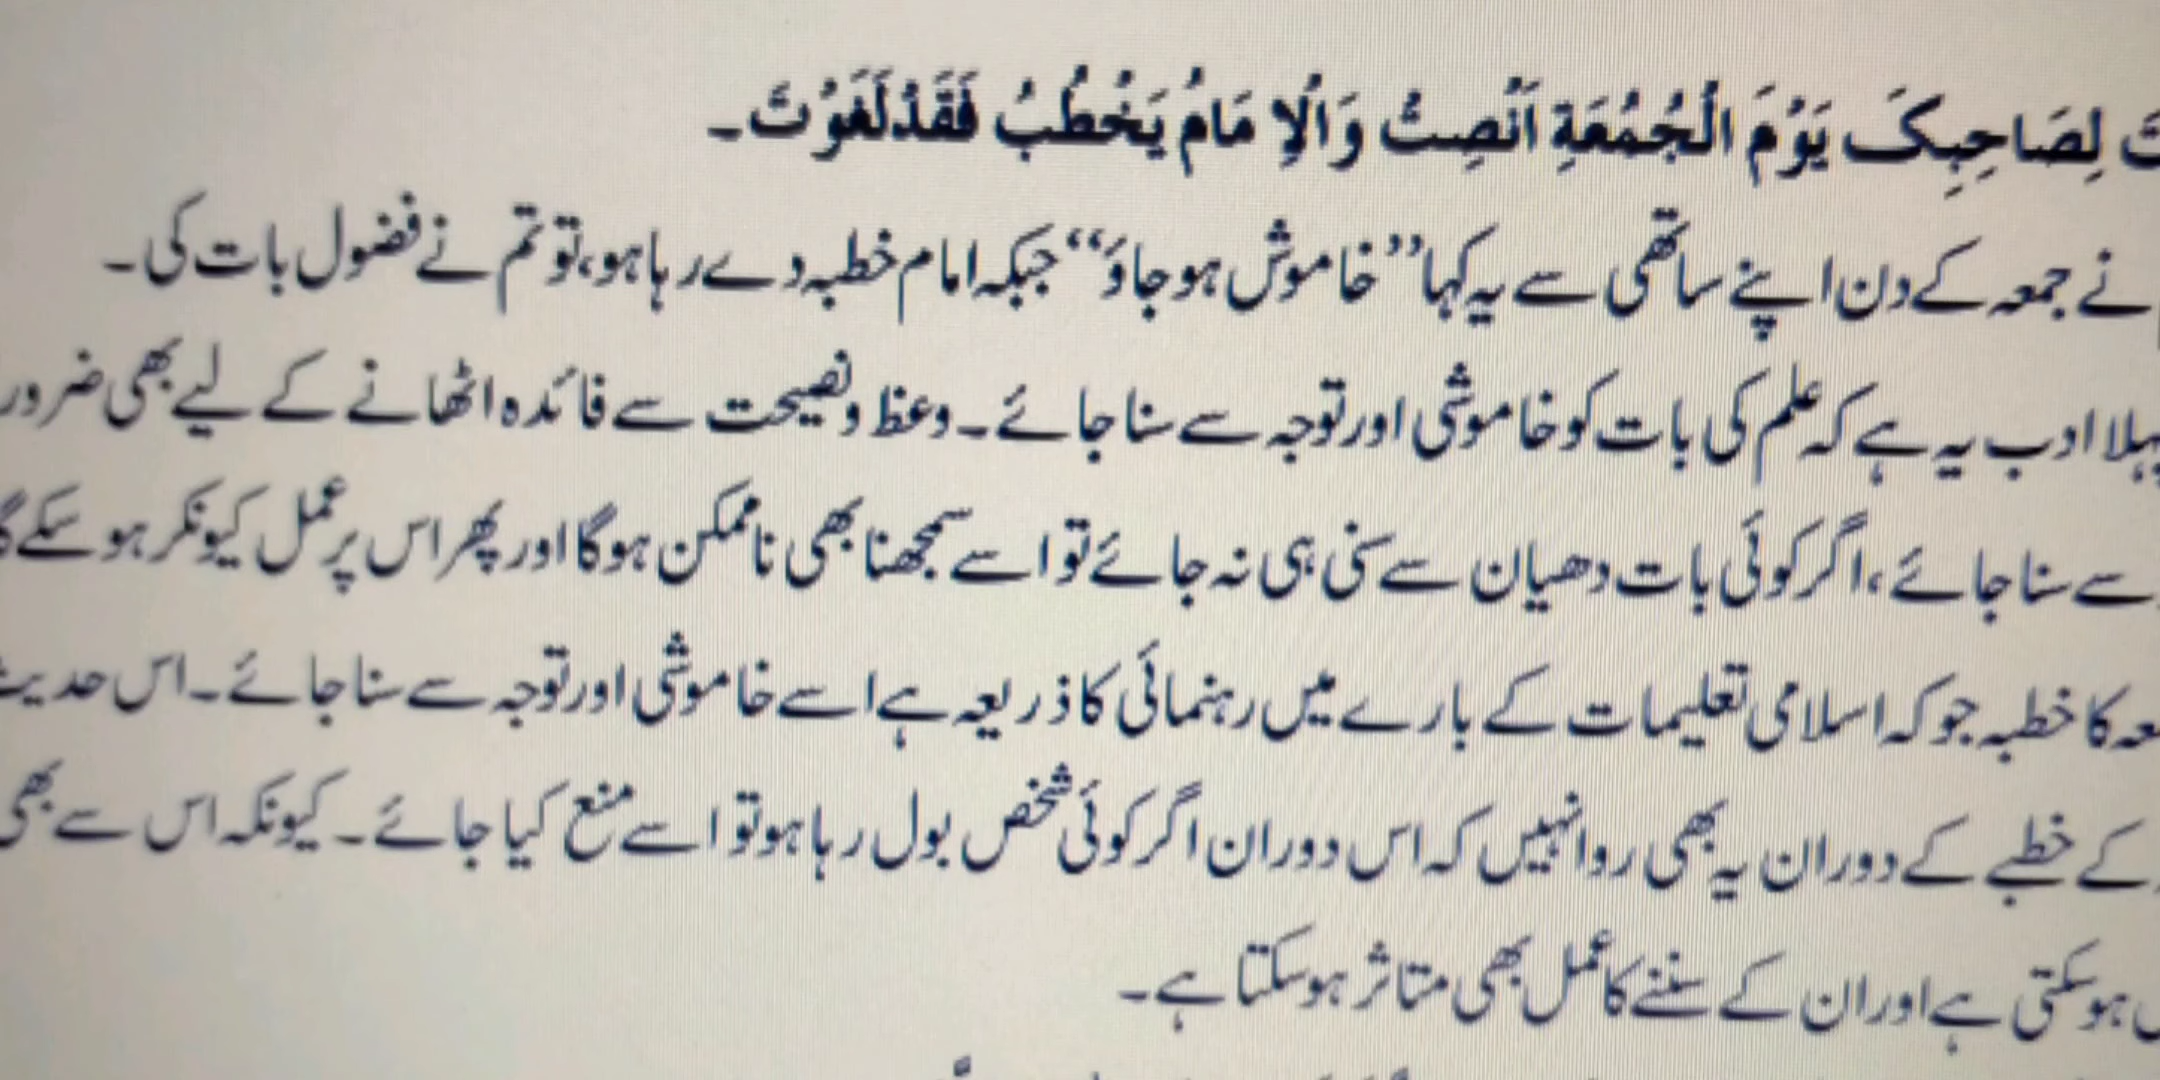 لِصَاحِبِکَ یَوْمَ الْجُمُعَةِ اَنْصِتْ وَالْاِ مَامُ یَخْطُبُ فَقَدْلَغَوْتَ۔
نے جمعہ کے دن اپنے ساتھی سے یہ کہا ’’خاموش ہوجاؤ‘‘ جبکہ امام خطبہ دے رہا ہو، تو تم نے فضول بات کی۔
پہلا ادب یہ ہے کہ علم کی بات کو خاموشی اور توجہ سے سنا جائے۔ وعظ و نصیحت سے فائدہ اٹھانے کے لیے بھی ضرور
سے سنا جائے، اگر کوئی بات دھیان سے سنی ہی نہ جائے تو اسے سمجھنا بھی ناممکن ہوگا اور پھر اس پر عمل کیونکر ہو سکے گا
کا خطبہ جو کہ اسلامی تعلیمات کے بارے میں رہنمائی کا ذریعہ ہے اسے خاموشی اور توجہ سے سنا جائے۔ اس حدیث
کے خطبے کے دوران یہ بھی روا نہیں کہ اس دوران اگر کوئی شخص بول رہا ہو تو اسے منع کیا جائے۔ کیونکہ اس سے بھی
ہوسکتی ہے اور ان کے سننے کا عمل بھی متاثر ہوسکتا ہے۔